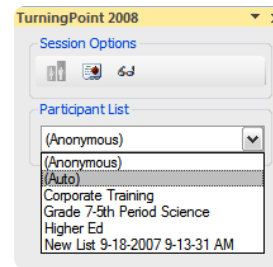 TurningPoint 2008
Session Options
Participant List
(Anonymous)
(Anonymous)
(Auto)
Corporate Training
Grade 7-5th Period Science
Higher Ed
New List 9-18-2007 9-13-31 AM